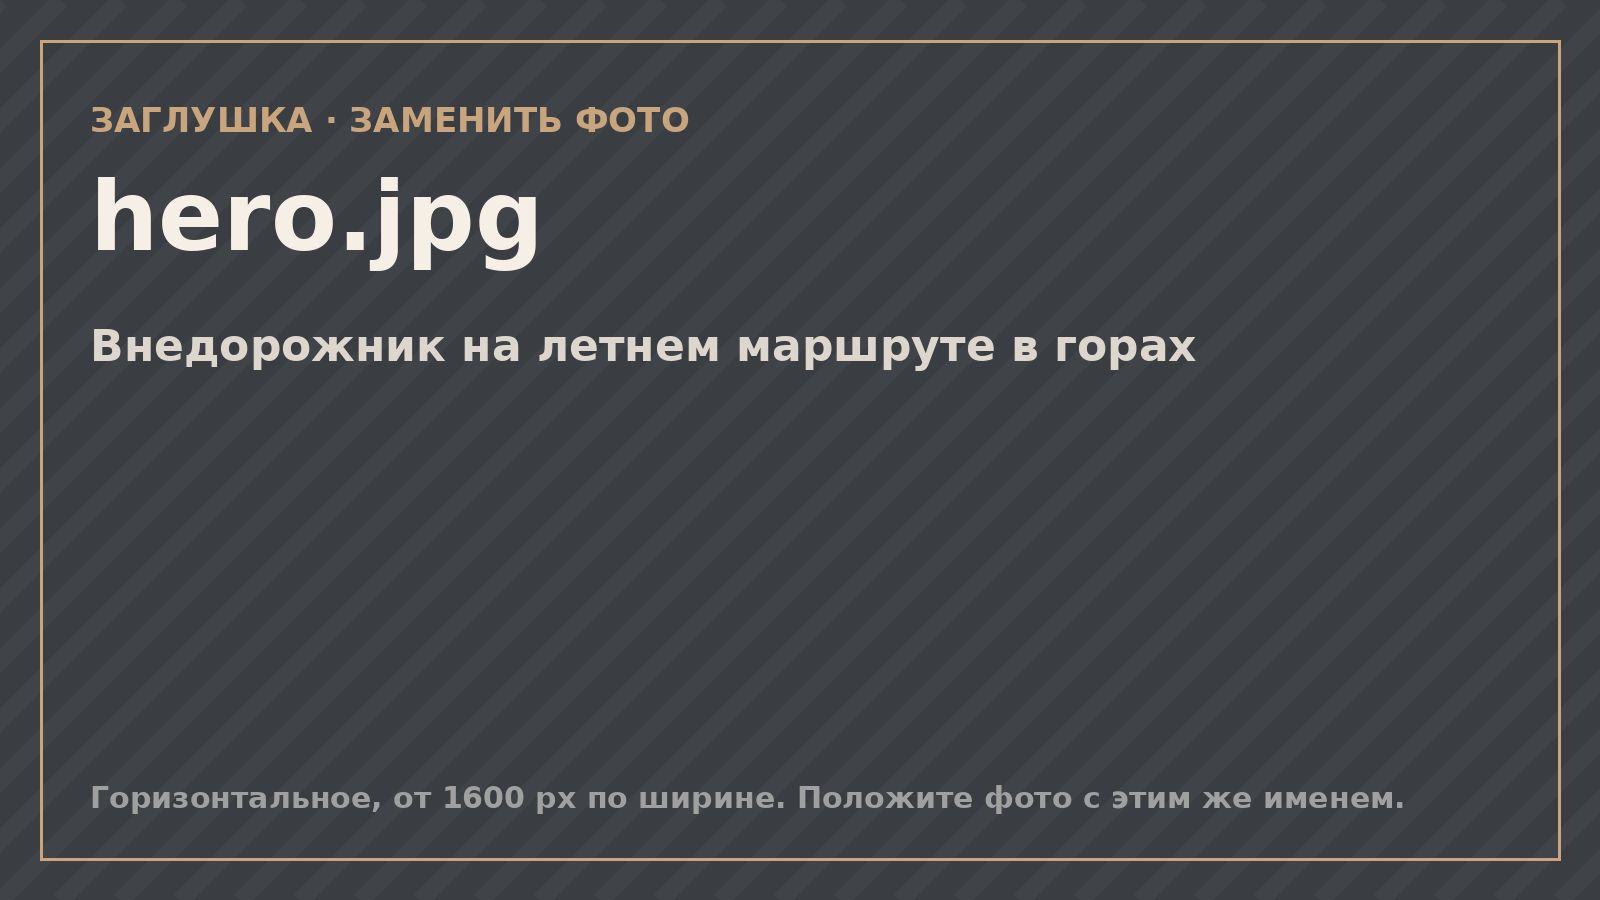 ЗАГЛУШКА · ЗАМЕНИТЬ ФОТО
hero.jpg
Внедорожник на летнем маршруте в горах
Горизонтальное, от 1600 px по ширине. Положите фото с этим же именем.